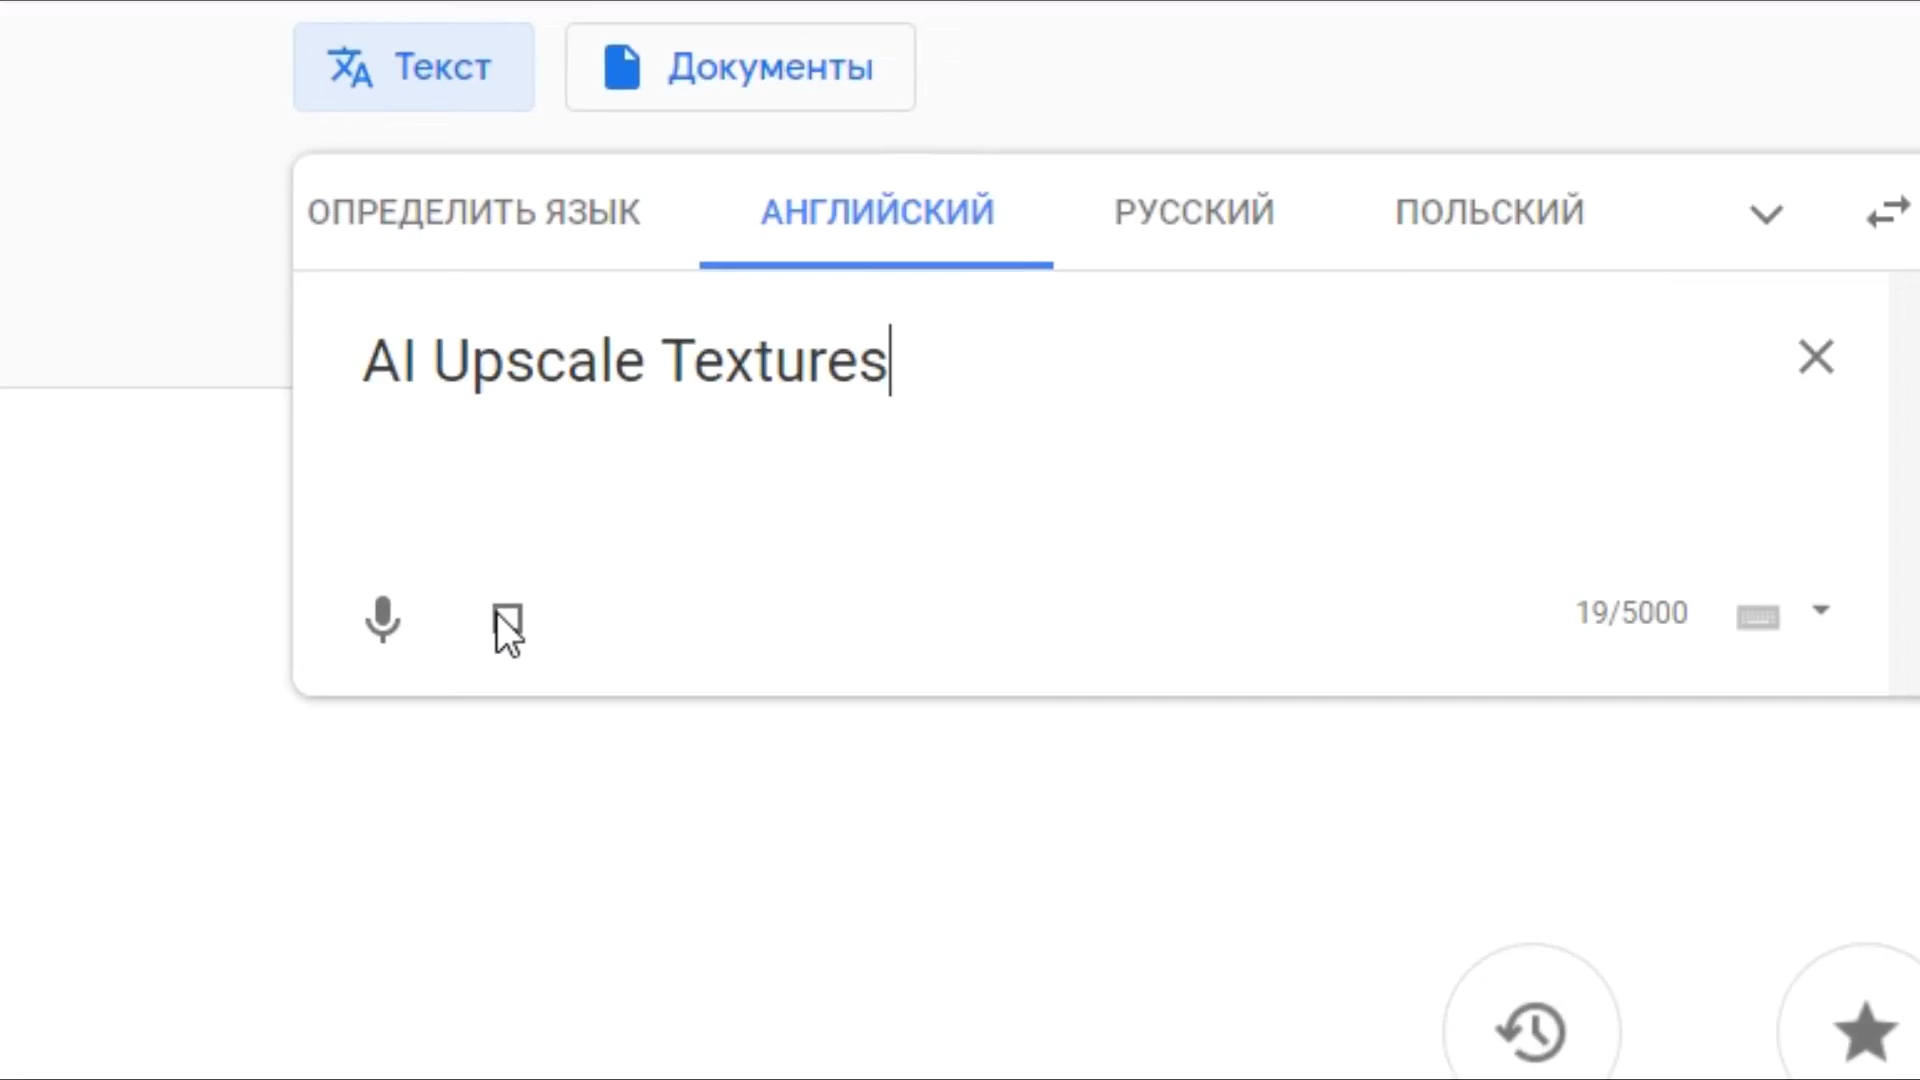 Текст
Документы
ОПРЕДЕЛИТЬ ЯЗЫК
АНГЛИЙСКИЙ
РУССКИЙ
ПОЛЬСКИЙ
AI Upscale Textures
19/5000